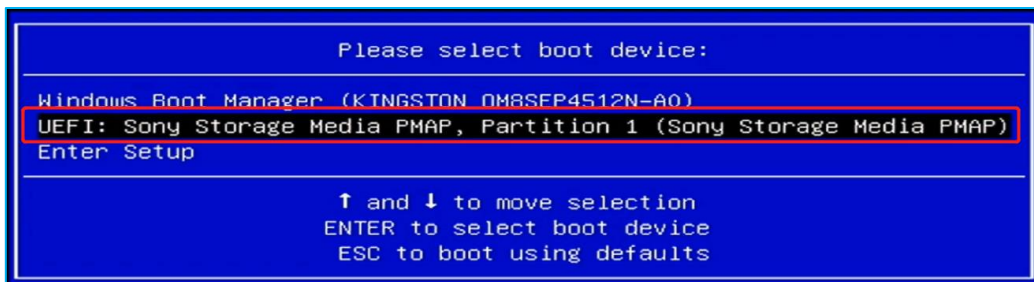 Please select boot device:
Windows Boot Manager (KINGSTON OM8SEP4512N-A0)
UEFI: Sony Storage Media PMAP, Partition 1 (Sony Storage Media PMAP)
Enter Setup
↑ and ↓ to move selection
ENTER to select boot device
ESC to boot using defaults